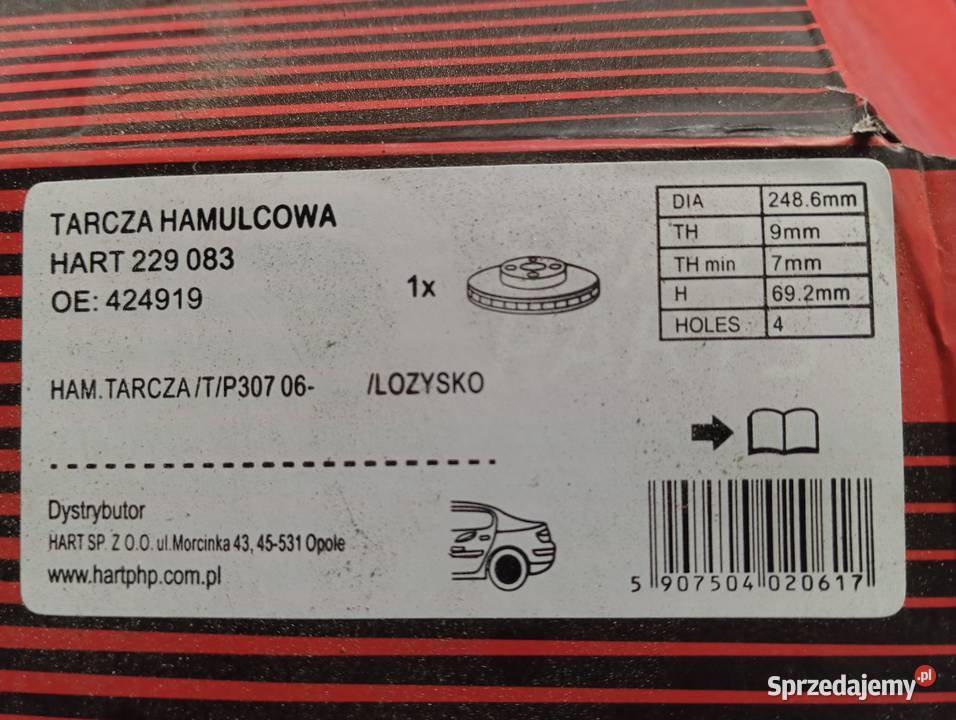 TARCZA HAMULCOWA
HART 229 083
OE: 424919
1x
DIA 248.6mm
TH 9mm
TH min 7mm
H 69.2mm
HOLES 4
HAM.TARCZA /T/P307 06- /LOZYSKO
Dystrybutor
HART SP. Z O.O. ul.Morcinka 43, 45-531 Opole
www.hartphp.com.pl
5 907504 020617
Sprzedajemy.pl